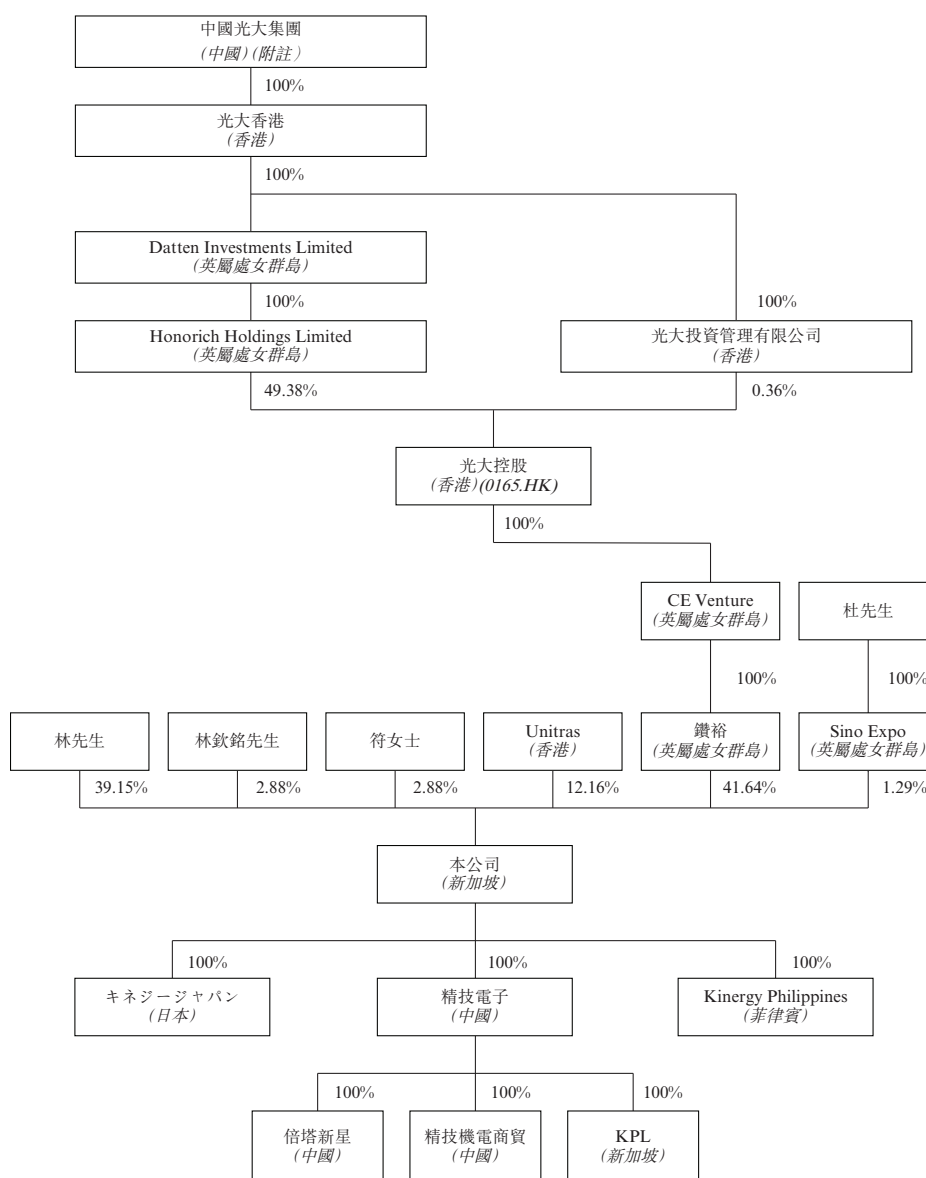 中國光大集團
(中國)(附註)
100%
光大香港
(香港)
100%
Datten Investments Limited
(英屬處女群島)
100%
100%
Honorich Holdings Limited
(英屬處女群島)
光大投資管理有限公司
(香港)
49.38%
0.36%
光大控股
(香港)(0165.HK)
100%
CE Venture
(英屬處女群島)
杜先生
100%
100%
林先生
林欽銘先生
符女士
Unitras
(香港)
鑽裕
(英屬處女群島)
Sino Expo
(英屬處女群島)
39.15%
2.88%
2.88%
12.16%
41.64%
1.29%
本公司
(新加坡)
100%
100%
100%
キネジージャパン
(日本)
精技電子
(中國)
Kinergy Philippines
(菲律賓)
100%
100%
100%
倍塔新星
(中國)
精技機電商貿
(中國)
KPL
(新加坡)